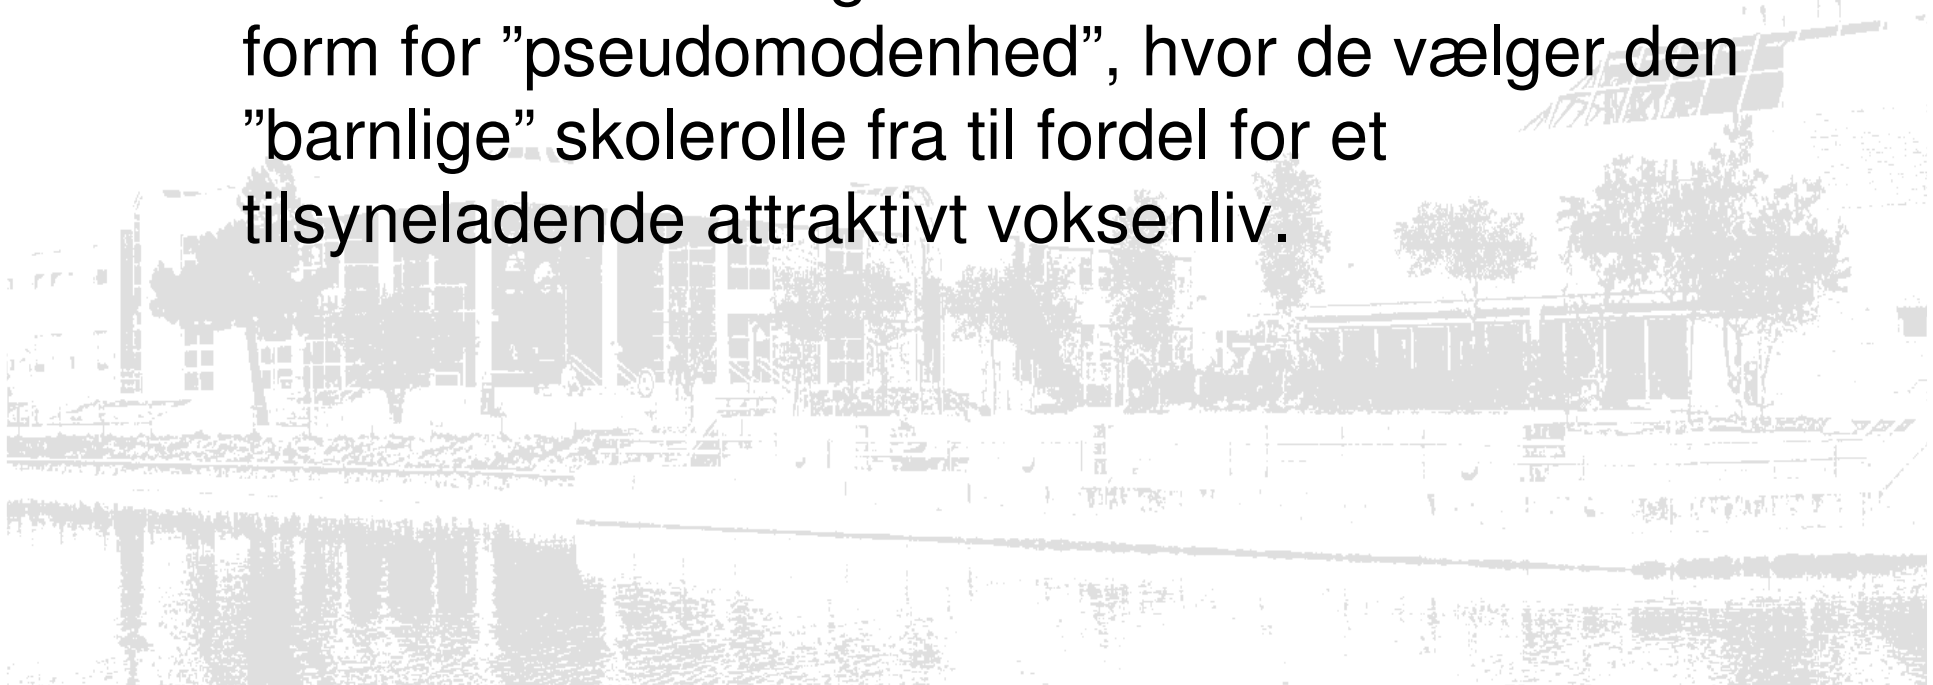 form for ”pseudomodenhed”, hvor de vælger den
”barnlige” skolerolle fra til fordel for et
tilsyneladende attraktivt voksenliv.